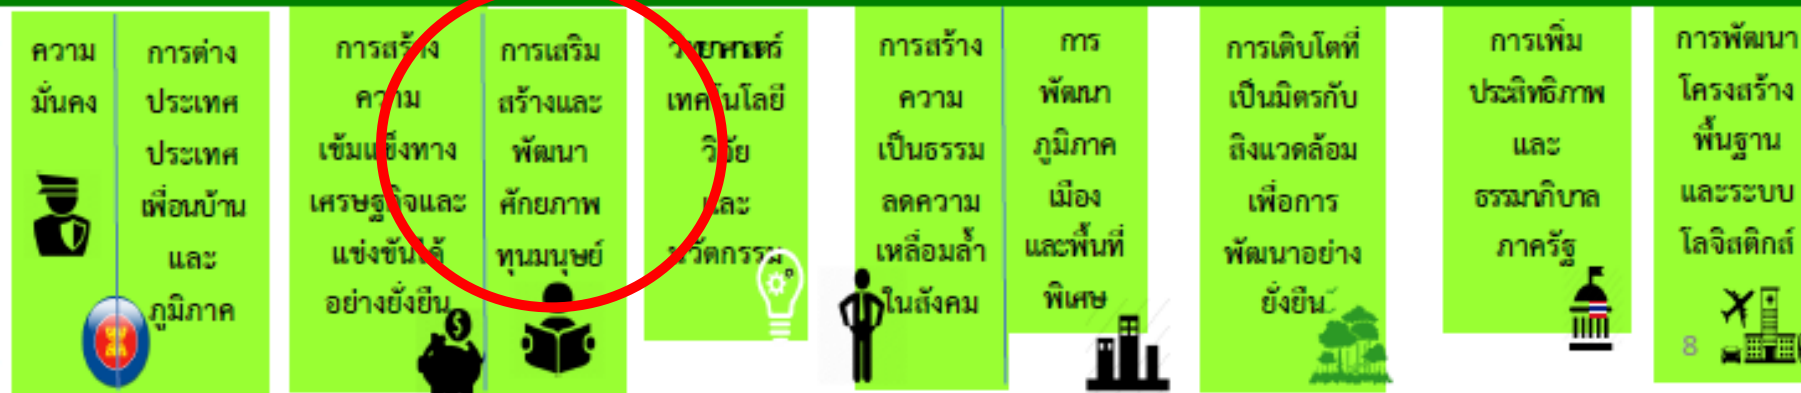 ความ
มั่นคง
การต่าง
ประเทศ
ประเทศ
เพื่อนบ้าน
และ
ภูมิภาค
การสร้าง
ความ
เข้มแข็งทาง
เศรษฐกิจและ
แข่งขันได้
อย่างยั่งยืน
การเสริม
สร้างและ
พัฒนา
ศักยภาพ
ทุนมนุษย์
วิทยาศาสตร์
เทคโนโลยี
วิจัย
และ
นวัตกรรม
การสร้าง
ความ
เป็นธรรม
ลดความ
เหลื่อมล้ำ
ในสังคม
การ
พัฒนา
ภูมิภาค
เมือง
และพื้นที่
พิเศษ
การเติบโตที่
เป็นมิตรกับ
สิ่งแวดล้อม
เพื่อการ
พัฒนาอย่าง
ยั่งยืน
การเพิ่ม
ประสิทธิภาพ
และ
ธรรมาภิบาล
ภาครัฐ
การพัฒนา
โครงสร้าง
พื้นฐาน
และระบบ
โลจิสติกส์
8